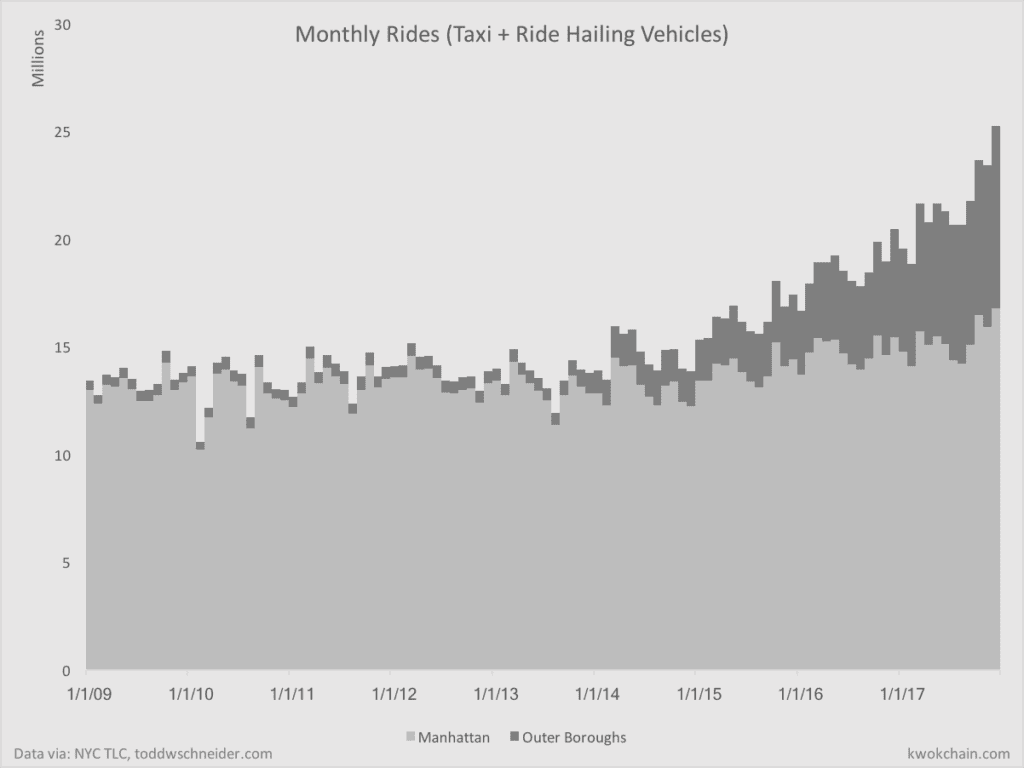 Monthly Rides (Taxi + Ride Hailing Vehicles)
Millions
30
25
20
15
10
5
0
1/1/09 1/1/10 1/1/11 1/1/12 1/1/13 1/1/14 1/1/15 1/1/16 1/1/17
Manhattan Outer Boroughs
Data via: NYC TLC, toddwschneider.com kwokchain.com